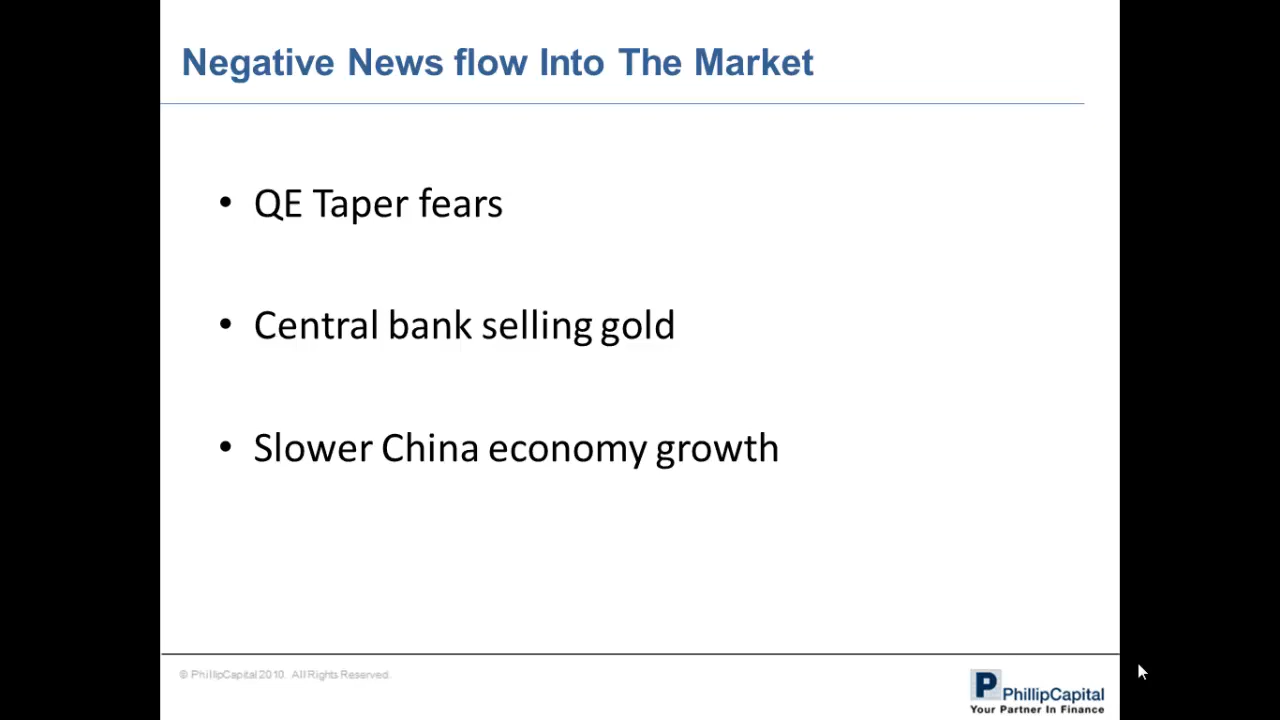 Negative News flow Into The Market
• QE Taper fears
• Central bank selling gold
• Slower China economy growth
© PhillipCapital 2010. All Rights Reserved.
P PhillipCapital
Your Partner In Finance